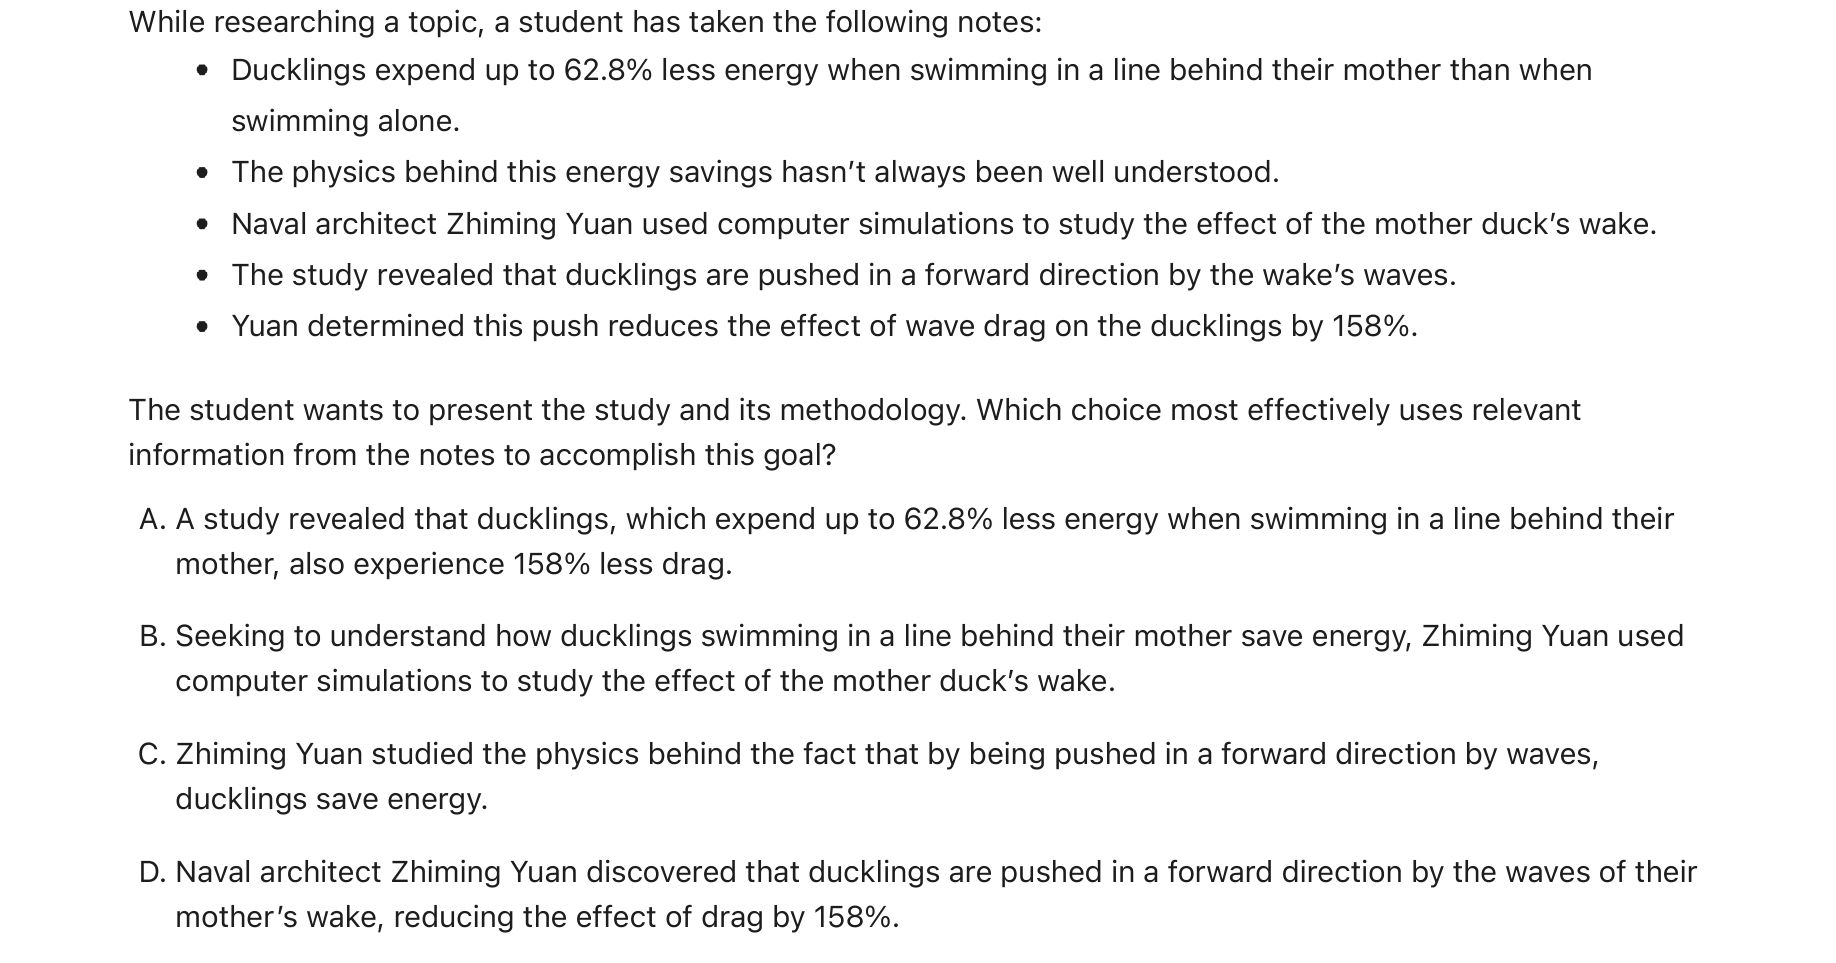 While researching a topic, a student has taken the following notes:
• Ducklings expend up to 62.8% less energy when swimming in a line behind their mother than when
swimming alone.
• The physics behind this energy savings hasn’t always been well understood.
• Naval architect Zhiming Yuan used computer simulations to study the effect of the mother duck’s wake.
• The study revealed that ducklings are pushed in a forward direction by the wake’s waves.
• Yuan determined this push reduces the effect of wave drag on the ducklings by 158%.
The student wants to present the study and its methodology. Which choice most effectively uses relevant
information from the notes to accomplish this goal?
A. A study revealed that ducklings, which expend up to 62.8% less energy when swimming in a line behind their
mother, also experience 158% less drag.
B. Seeking to understand how ducklings swimming in a line behind their mother save energy, Zhiming Yuan used
computer simulations to study the effect of the mother duck’s wake.
C. Zhiming Yuan studied the physics behind the fact that by being pushed in a forward direction by waves,
ducklings save energy.
D. Naval architect Zhiming Yuan discovered that ducklings are pushed in a forward direction by the waves of their
mother’s wake, reducing the effect of drag by 158%.